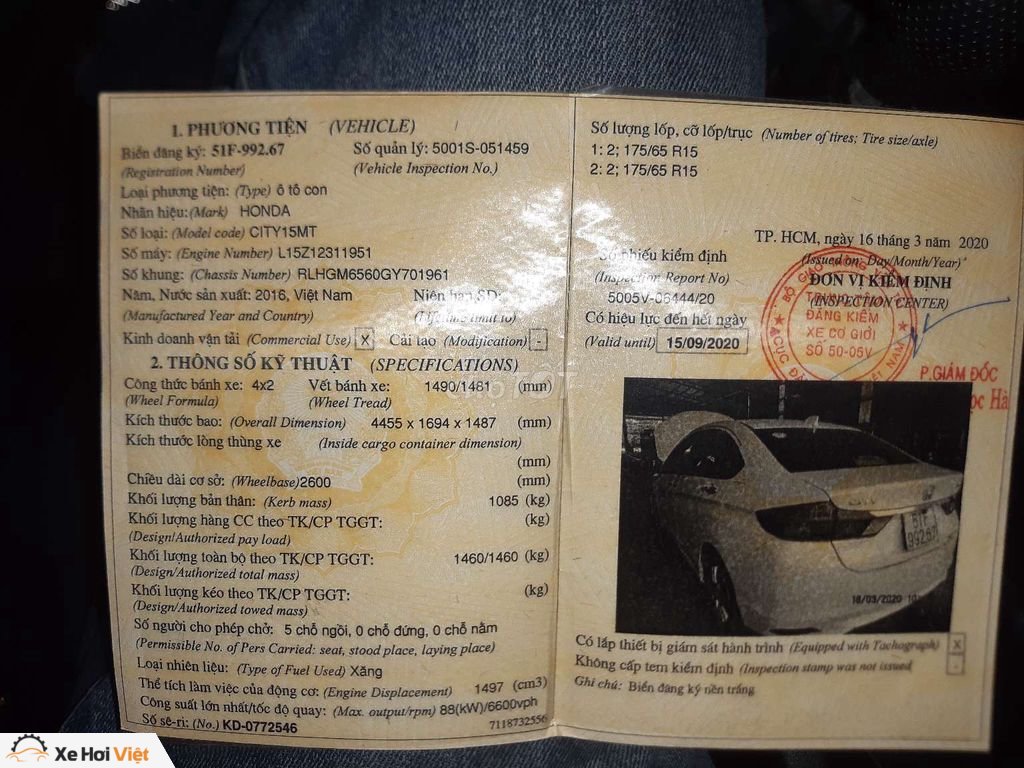 1. PHƯƠNG TIỆN (VEHICLE)
Biển đăng ký: 51F-992.67 Số quản lý: 5001S-051459
(Registration Number) (Vehicle Inspection No.)
Loại phương tiện: (Type) ô tô con
Nhãn hiệu: (Mark) HONDA
Số loại: (Model code) CITY15MT
Số máy: (Engine Number) L15Z12311951
Số khung: (Chassis Number) RLHGM6560GY701961
Năm, Nước sản xuất: 2016, Việt Nam Niên hạn SD:
(Manufactured Year and Country) (Lifetime limit to)
Kinh doanh vận tải (Commercial Use) X Cải tạo (Modification) -
2. THÔNG SỐ KỸ THUẬT (SPECIFICATIONS)
Công thức bánh xe: 4x2 Vết bánh xe: 1490/1481 (mm)
(Wheel Formula) (Wheel Tread)
Kích thước bao: (Overall Dimension) 4455 x 1694 x 1487 (mm)
Kích thước lòng thùng xe (Inside cargo container dimension)
(mm)
Chiều dài cơ sở: (Wheelbase) 2600 (mm)
Khối lượng bản thân: (Kerb mass) 1085 (kg)
Khối lượng hàng CC theo TK/CP TGGT: (kg)
(Design/Authorized pay load)
Khối lượng toàn bộ theo TK/CP TGGT: 1460/1460 (kg)
(Design/Authorized total mass)
Khối lượng kéo theo TK/CP TGGT: (kg)
(Design/Authorized towed mass)
Số người cho phép chở: 5 chỗ ngồi, 0 chỗ đứng, 0 chỗ nằm
(Permissible No. of Pers Carried: seat, stood place, laying place)
Loại nhiên liệu: (Type of Fuel Used) Xăng
Thể tích làm việc của động cơ: (Engine Displacement) 1497 (cm3)
Công suất lớn nhất/tốc độ quay: (Max. output/rpm) 88(kW)/6600vph
Số sê-ri: (No.) KD-0772546 7118732556
Số lượng lốp, cỡ lốp/trục (Number of tires; Tire size/axle)
1: 2; 175/65 R15
2: 2; 175/65 R15
TP. HCM, ngày 16 tháng 3 năm 2020
(Issued on: Day/Month/Year)
Số phiếu kiểm định
(Inspection Report No)
5005V-06444/20
Có hiệu lực đến hết ngày
(Valid until) 15/09/2020
ĐƠN VỊ KIỂM ĐỊNH
(INSPECTION CENTER)
TRUNG TÂM
ĐĂNG KIỂM
XE CƠ GIỚI
SỐ 50-05V
P.GIÁM ĐỐC
ọc Hà
51F
99267
16/03/2020
Có lắp thiết bị giám sát hành trình (Equipped with Tachograph) X
Không cấp tem kiểm định (Inspection stamp was not issued -
Ghi chú: Biển đăng ký nền trắng
Xe Hơi Việt